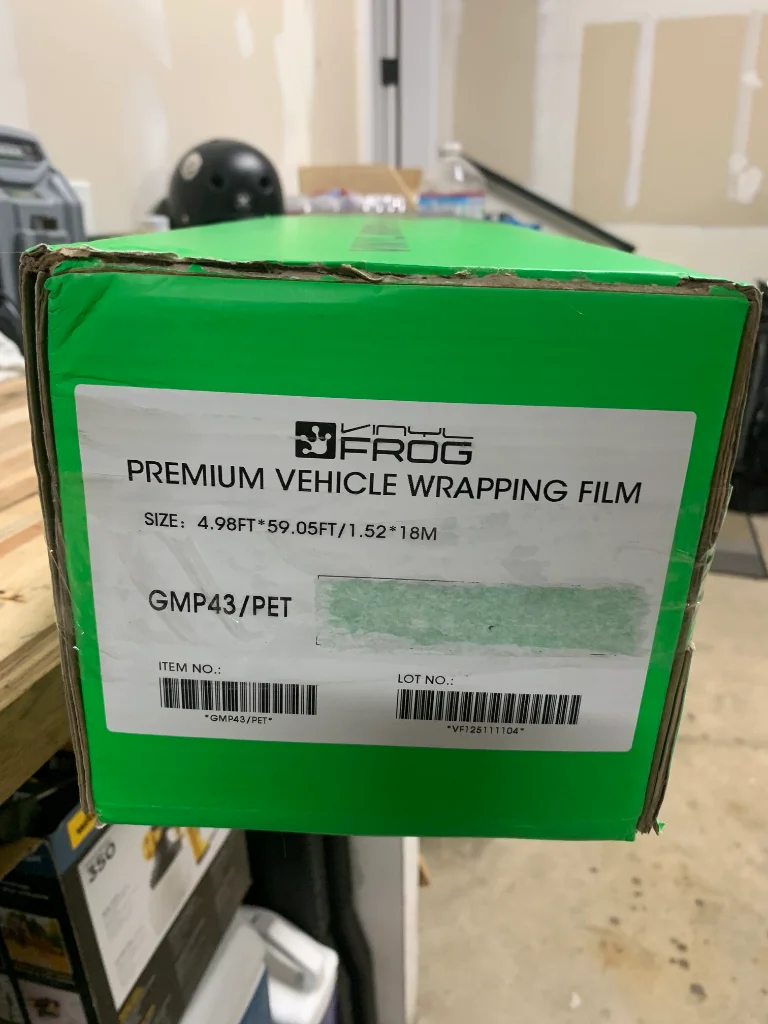 VINYL
FROG
PREMIUM VEHICLE WRAPPING FILM
SIZE: 4.98FT*59.05FT/1.52*18M
GMP43/PET
ITEM NO.:
LOT NO.:
*GMP43/PET*
*VF125111104*
350